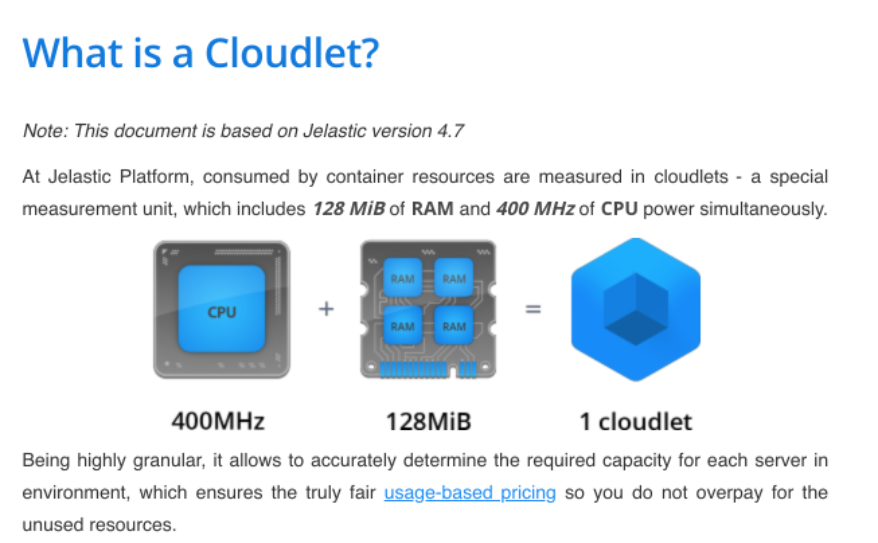 What is a Cloudlet?
Note: This document is based on Jelastic version 4.7
At Jelastic Platform, consumed by container resources are measured in cloudlets - a special
measurement unit, which includes 128 MiB of RAM and 400 MHz of CPU power simultaneously.
CPU
+
RAM RAM
RAM RAM
=
400MHz
128MiB
1 cloudlet
Being highly granular, it allows to accurately determine the required capacity for each server in
environment, which ensures the truly fair usage-based pricing so you do not overpay for the
unused resources.